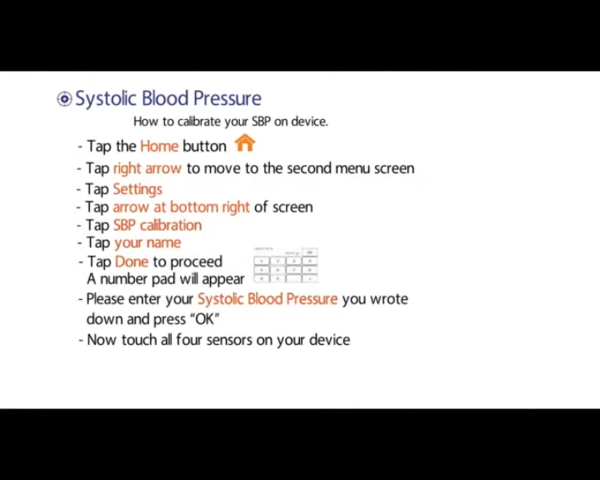 Systolic Blood Pressure
How to calibrate your SBP on device.
- Tap the Home button
- Tap right arrow to move to the second menu screen
- Tap Settings
- Tap arrow at bottom right of screen
- Tap SBP calibration
- Tap your name
- Tap Done to proceed
A number pad will appear
- Please enter your Systolic Blood Pressure you wrote
down and press “OK”
- Now touch all four sensors on your device